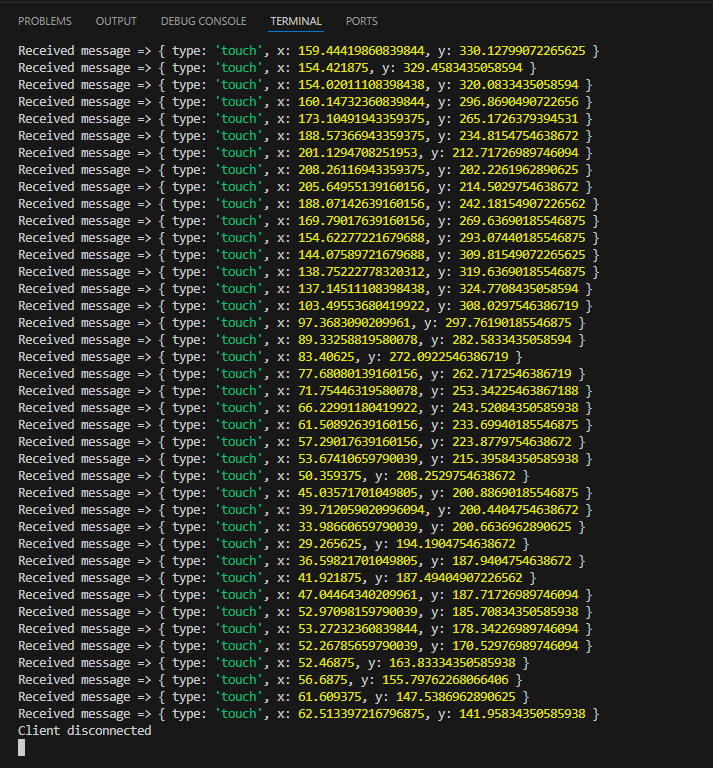 PROBLEMS OUTPUT DEBUG CONSOLE TERMINAL PORTS
Received message => { type: 'touch', x: 159.44419860839844, y: 330.12799072265625 }
Received message => { type: 'touch', x: 154.421875, y: 329.4583435058594 }
Received message => { type: 'touch', x: 154.02011108398438, y: 320.0833435058594 }
Received message => { type: 'touch', x: 160.14732360839844, y: 296.8690490722656 }
Received message => { type: 'touch', x: 173.10491943359375, y: 265.1726379394531 }
Received message => { type: 'touch', x: 188.57366943359375, y: 234.8154754638672 }
Received message => { type: 'touch', x: 201.1294708251953, y: 212.71726989746094 }
Received message => { type: 'touch', x: 208.26116943359375, y: 202.2261962890625 }
Received message => { type: 'touch', x: 205.64955139160156, y: 214.5029754638672 }
Received message => { type: 'touch', x: 188.07142639160156, y: 242.18154907226562 }
Received message => { type: 'touch', x: 169.79017639160156, y: 269.63690185546875 }
Received message => { type: 'touch', x: 154.62277221679688, y: 293.07440185546875 }
Received message => { type: 'touch', x: 144.07589721679688, y: 309.81549072265625 }
Received message => { type: 'touch', x: 138.75222778320312, y: 319.63690185546875 }
Received message => { type: 'touch', x: 137.14511108398438, y: 324.7708435058594 }
Received message => { type: 'touch', x: 103.49553680419922, y: 308.0297546386719 }
Received message => { type: 'touch', x: 97.3683090209961, y: 297.76190185546875 }
Received message => { type: 'touch', x: 89.33258819580078, y: 282.5833435058594 }
Received message => { type: 'touch', x: 83.40625, y: 272.0922546386719 }
Received message => { type: 'touch', x: 77.68080139160156, y: 262.7172546386719 }
Received message => { type: 'touch', x: 71.75446319580078, y: 253.34225463867188 }
Received message => { type: 'touch', x: 66.22991180419922, y: 243.52084350585938 }
Received message => { type: 'touch', x: 61.50892639160156, y: 233.69940185546875 }
Received message => { type: 'touch', x: 57.29017639160156, y: 223.8779754638672 }
Received message => { type: 'touch', x: 53.67410659790039, y: 215.39584350585938 }
Received message => { type: 'touch', x: 50.359375, y: 208.2529754638672 }
Received message => { type: 'touch', x: 45.03571701049805, y: 200.88690185546875 }
Received message => { type: 'touch', x: 39.712059020996094, y: 200.4404754638672 }
Received message => { type: 'touch', x: 33.98660659790039, y: 200.6636962890625 }
Received message => { type: 'touch', x: 29.265625, y: 194.1904754638672 }
Received message => { type: 'touch', x: 36.59821701049805, y: 187.9404754638672 }
Received message => { type: 'touch', x: 41.921875, y: 187.49404907226562 }
Received message => { type: 'touch', x: 47.04464340209961, y: 187.71726989746094 }
Received message => { type: 'touch', x: 52.97098159790039, y: 185.70834350585938 }
Received message => { type: 'touch', x: 53.27232360839844, y: 178.34226989746094 }
Received message => { type: 'touch', x: 52.26785659790039, y: 170.52976989746094 }
Received message => { type: 'touch', x: 52.46875, y: 163.83334350585938 }
Received message => { type: 'touch', x: 56.6875, y: 155.79762268066406 }
Received message => { type: 'touch', x: 61.609375, y: 147.5386962890625 }
Received message => { type: 'touch', x: 62.513397216796875, y: 141.95834350585938 }
Client disconnected